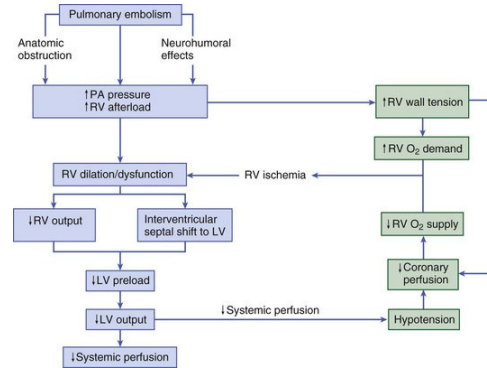 Pulmonary embolism
Anatomic
obstruction
Neurohumoral
effects
↑PA pressure
↑RV afterload
↑RV wall tension
↑RV O₂ demand
RV dilation/dysfunction
RV ischemia
↓RV output
Interventricular
septal shift to LV
↓RV O₂ supply
↓LV preload
↓Coronary
perfusion
↓Systemic perfusion
↓LV output
Hypotension
↓Systemic perfusion